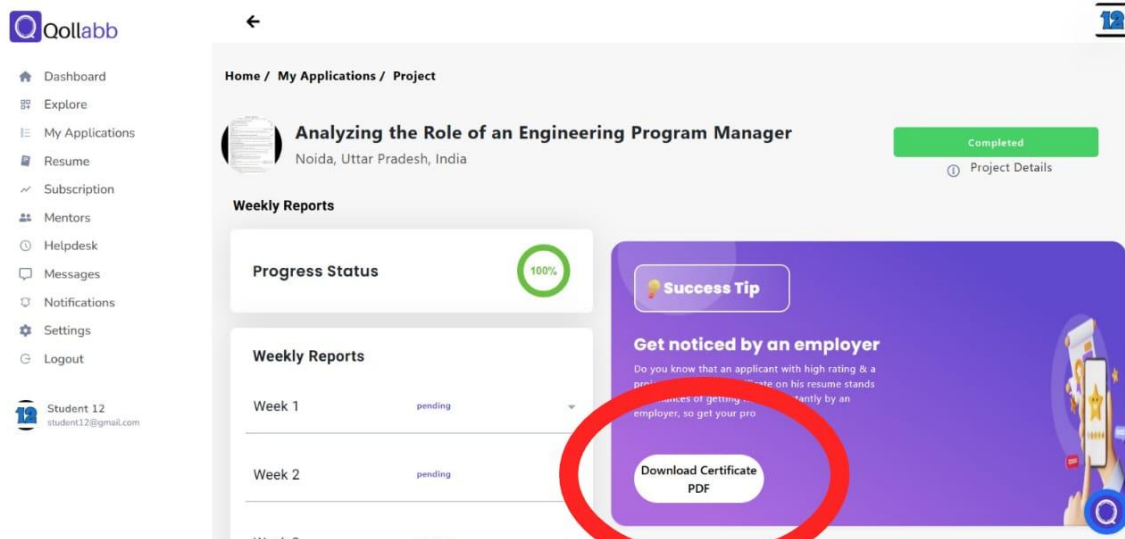 Qollabb
12
Dashboard
Explore
My Applications
Resume
Subscription
Mentors
Helpdesk
Messages
Notifications
Settings
Logout
12
Student 12
student12@gmail.com
Home / My Applications / Project
Analyzing the Role of an Engineering Program Manager
Noida, Uttar Pradesh, India
Completed
Project Details
Weekly Reports
Progress Status
100%
Weekly Reports
Week 1 pending
Week 2 pending
Success Tip
Get noticed by an employer
Do you know that an applicant with high rating & a
on his resume stands
of getting by an
employer, so get your pro
Download Certificate
PDF